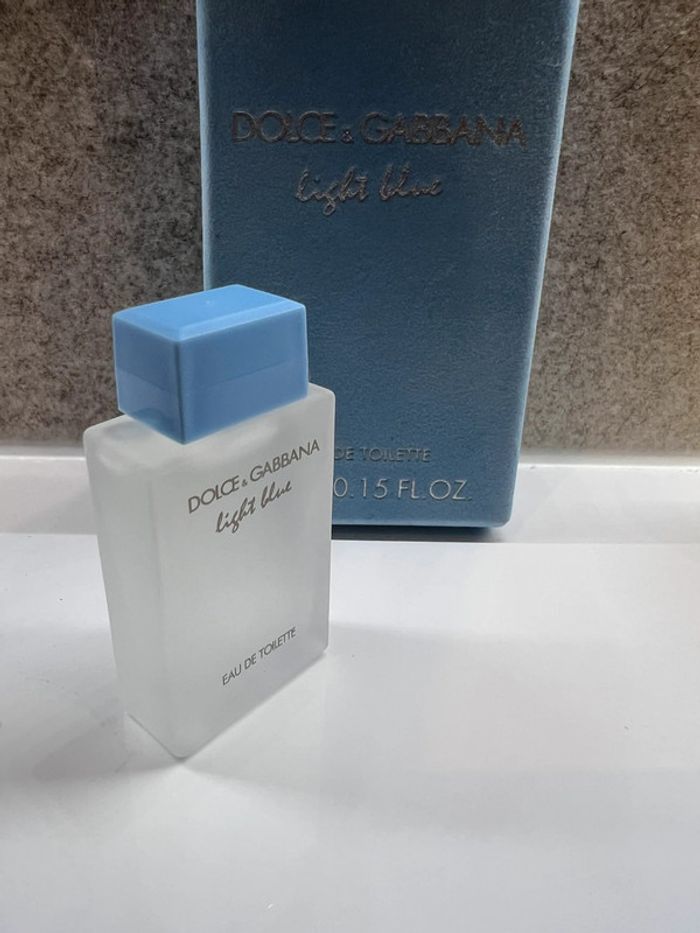 DOLCE & GABBANA
light blue
DE TOILETTE
0.15 FL.OZ.
DOLCE & GABBANA
light blue
EAU DE TOILETTE